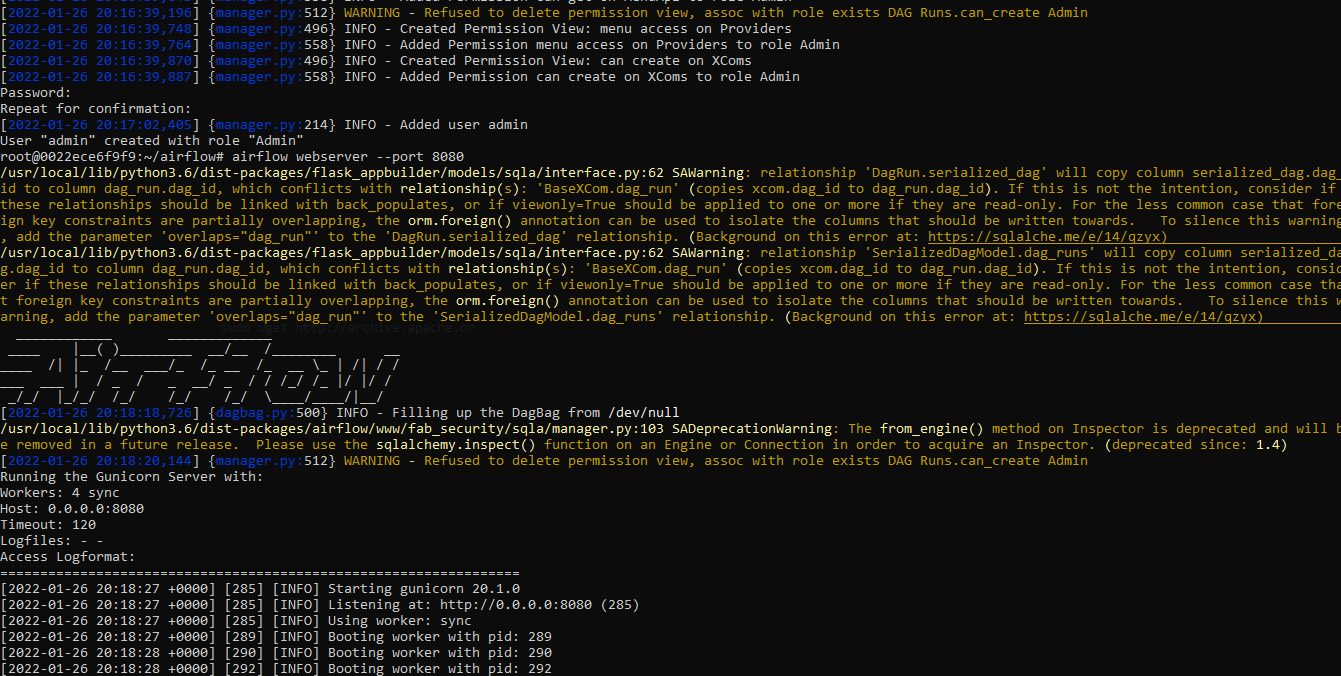 [2022-01-26 20:16:39,196] {manager.py:512} WARNING - Refused to delete permission view, assoc with role exists DAG Runs.can_create Admin
[2022-01-26 20:16:39,748] {manager.py:496} INFO - Created Permission View: menu access on Providers
[2022-01-26 20:16:39,764] {manager.py:558} INFO - Added Permission menu access on Providers to role Admin
[2022-01-26 20:16:39,870] {manager.py:496} INFO - Created Permission View: can create on XComs
[2022-01-26 20:16:39,887] {manager.py:558} INFO - Added Permission can create on XComs to role Admin
Password:
Repeat for confirmation:
[2022-01-26 20:17:02,405] {manager.py:214} INFO - Added user admin
User "admin" created with role "Admin"
root@0022ece6f9f9:~/airflow# airflow webserver --port 8080
/usr/local/lib/python3.6/dist-packages/flask_appbuilder/models/sqla/interface.py:62 SAWarning: relationship 'DagRun.serialized_dag' will copy column serialized_dag.dag_
id to column dag_run.dag_id, which conflicts with relationship(s): 'BaseXCom.dag_run' (copies xcom.dag_id to dag_run.dag_id). If this is not the intention, consider if
these relationships should be linked with back_populates, or if viewonly=True should be applied to one or more if they are read-only. For the less common case that fore
ign key constraints are partially overlapping, the orm.foreign() annotation can be used to isolate the columns that should be written towards.   To silence this warning
, add the parameter 'overlaps="dag_run"' to the 'DagRun.serialized_dag' relationship. (Background on this error at: https://sqlalche.me/e/14/qzyx)
/usr/local/lib/python3.6/dist-packages/flask_appbuilder/models/sqla/interface.py:62 SAWarning: relationship 'SerializedDagModel.dag_runs' will copy column serialized_da
g.dag_id to column dag_run.dag_id, which conflicts with relationship(s): 'BaseXCom.dag_run' (copies xcom.dag_id to dag_run.dag_id). If this is not the intention, consid
er if these relationships should be linked with back_populates, or if viewonly=True should be applied to one or more if they are read-only. For the less common case tha
t foreign key constraints are partially overlapping, the orm.foreign() annotation can be used to isolate the columns that should be written towards.   To silence this w
arning, add the parameter 'overlaps="dag_run"' to the 'SerializedDagModel.dag_runs' relationship. (Background on this error at: https://sqlalche.me/e/14/qzyx)
sudo wget http://archive.apache.or
  ____________       _____________
 ____    |__( )_________  __/__  /________      __
____  /| |_  /__  ___/_  /_ __  /_  __ \_ | /| / /
___  ___ |  / _  /   _  __/ _  / / /_/ /_ |/ |/ /
 _/_/  |_/_/  /_/    /_/    /_/  \____/____/|__/
[2022-01-26 20:18:18,726] {dagbag.py:500} INFO - Filling up the DagBag from /dev/null
/usr/local/lib/python3.6/dist-packages/airflow/www/fab_security/sqla/manager.py:103 SADeprecationWarning: The from_engine() method on Inspector is deprecated and will b
e removed in a future release.  Please use the sqlalchemy.inspect() function on an Engine or Connection in order to acquire an Inspector. (deprecated since: 1.4)
[2022-01-26 20:18:20,144] {manager.py:512} WARNING - Refused to delete permission view, assoc with role exists DAG Runs.can_create Admin
Running the Gunicorn Server with:
Workers: 4 sync
Host: 0.0.0.0:8080
Timeout: 120
Logfiles: - -
Access Logformat:
=================================================================
[2022-01-26 20:18:27 +0000] [285] [INFO] Starting gunicorn 20.1.0
[2022-01-26 20:18:27 +0000] [285] [INFO] Listening at: http://0.0.0.0:8080 (285)
[2022-01-26 20:18:27 +0000] [285] [INFO] Using worker: sync
[2022-01-26 20:18:27 +0000] [289] [INFO] Booting worker with pid: 289
[2022-01-26 20:18:28 +0000] [290] [INFO] Booting worker with pid: 290
[2022-01-26 20:18:28 +0000] [292] [INFO] Booting worker with pid: 292